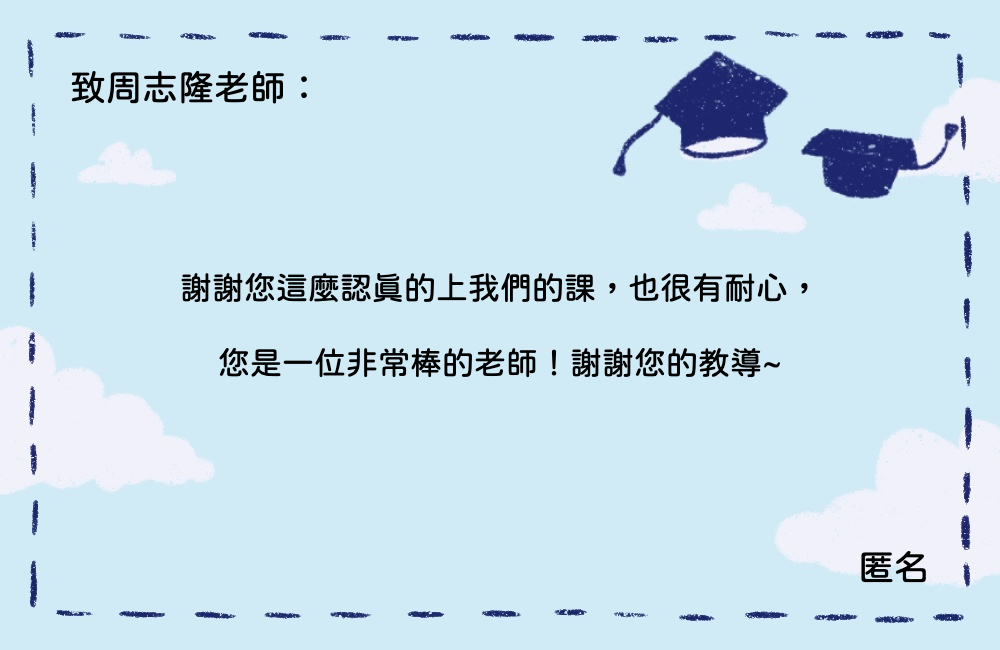 致周志隆老師：
謝謝您這麼認真的上我們的課，也很有耐心，
您是一位非常棒的老師！謝謝您的教導~
匿名